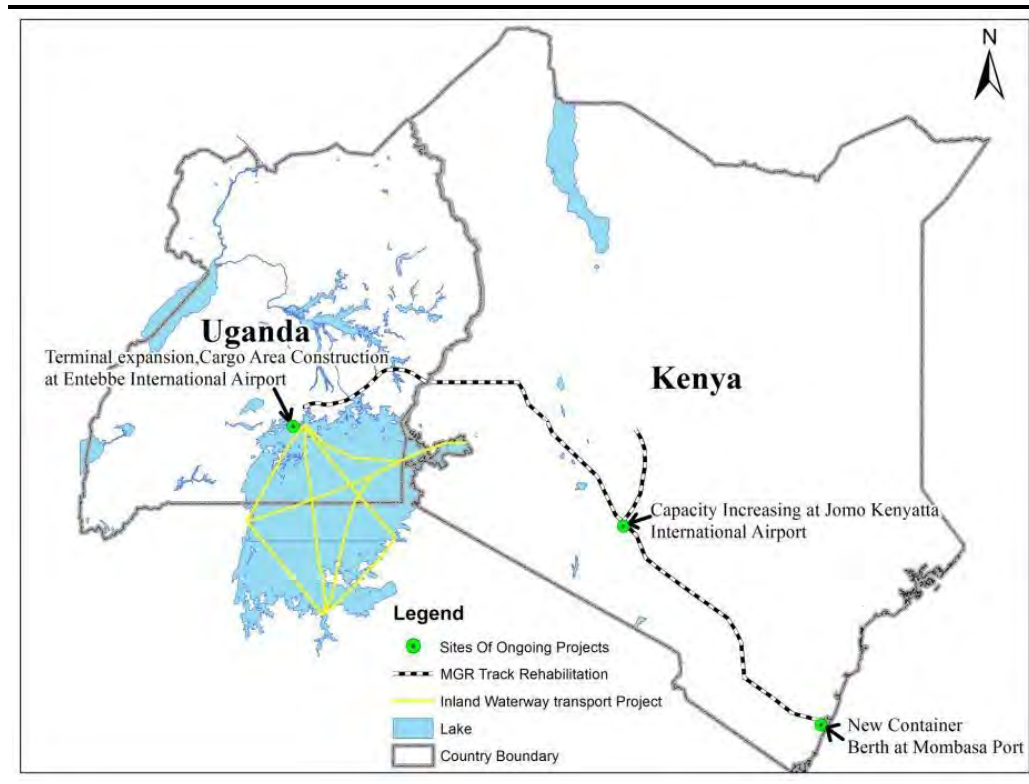 N
Uganda
Terminal expansion,Cargo Area Construction
at Entebbe International Airport
Kenya
Capacity Increasing at Jomo Kenyatta
International Airport
Legend
Sites Of Ongoing Projects
MGR Track Rehabilitation
Inland Waterway transport Project
Lake
Country Boundary
New Container
Berth at Mombasa Port